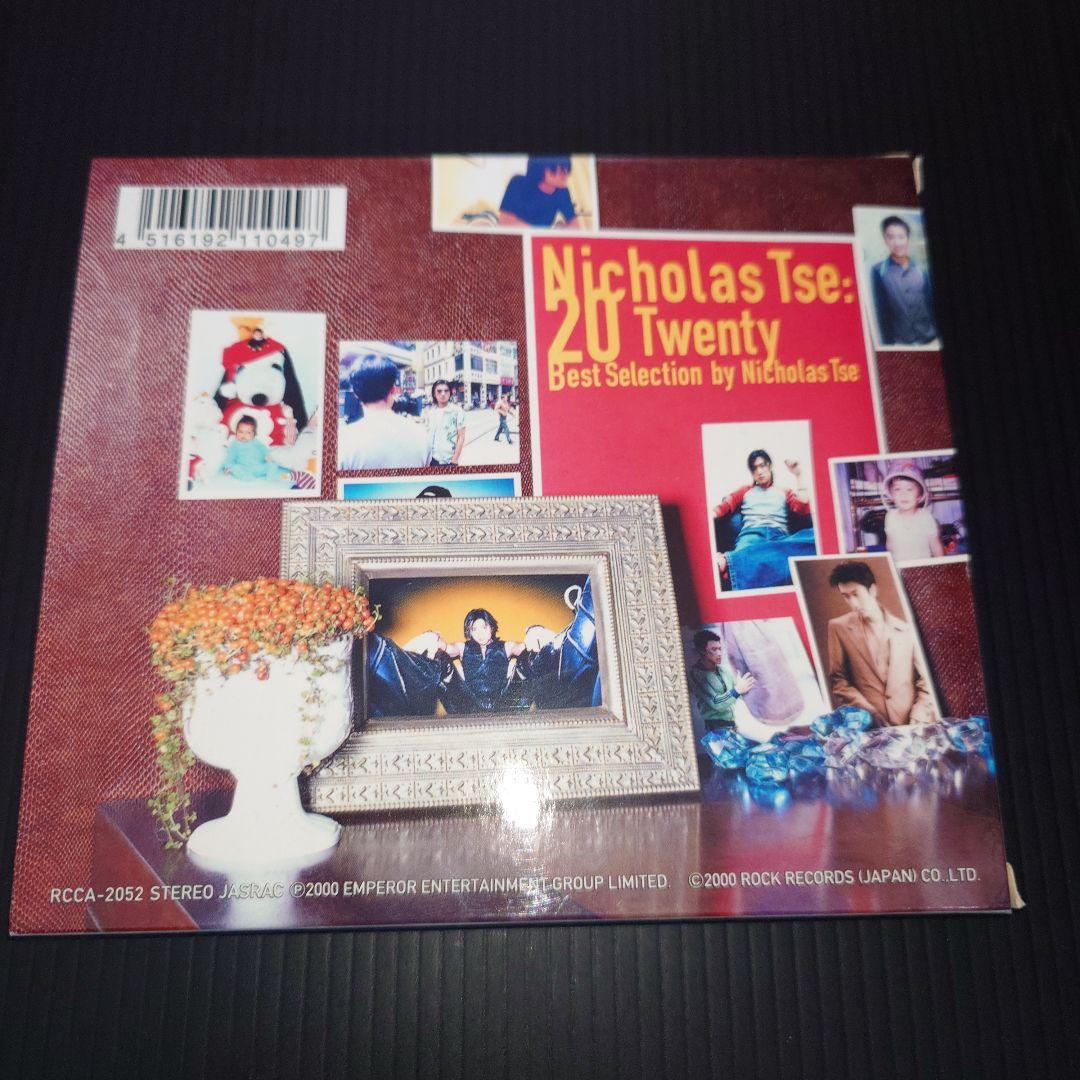 4 516192 110497
Nicholas Tse:
20 Twenty
Best Selection by Nicholas Tse
RCCA-2052 STEREO JASRAC ℗2000 EMPEROR ENTERTAINMENT GROUP LIMITED. ©2000 ROCK RECORDS (JAPAN) CO.,LTD.